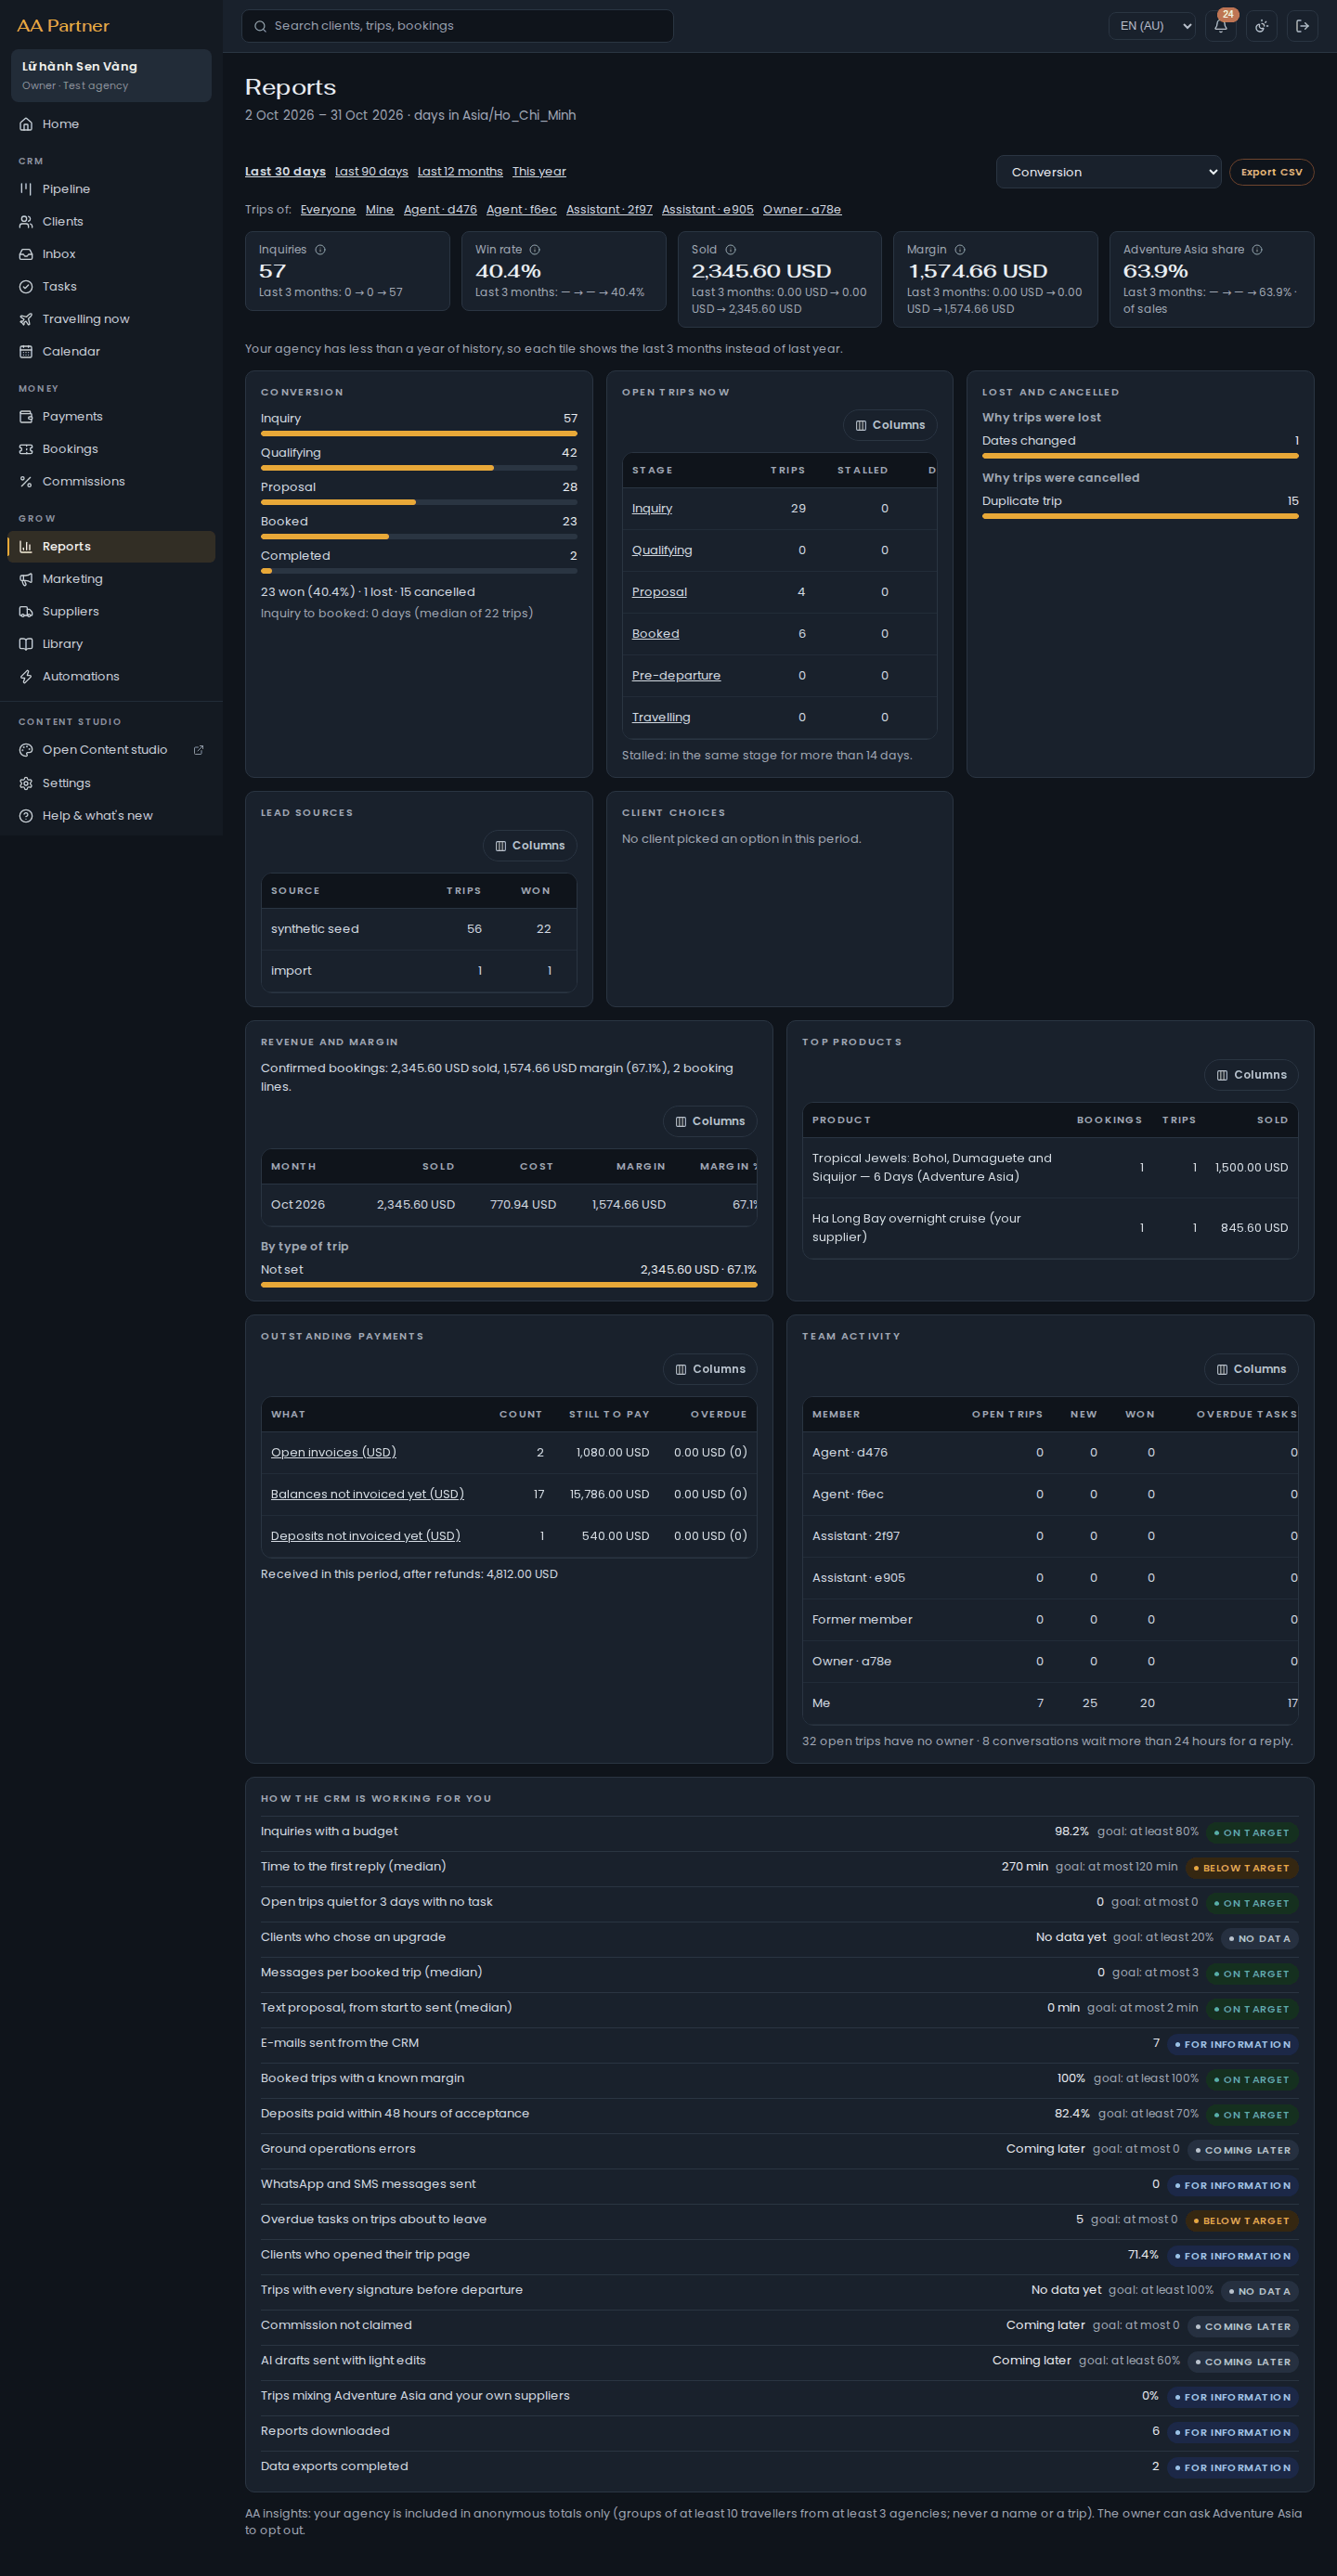 AA Partner
Lữ hành Sen Vàng
Owner · Test agency
Home
CRM
Pipeline
Clients
Inbox
Tasks
Travelling now
Calendar
MONEY
Payments
Bookings
Commissions
GROW
Reports
Marketing
Suppliers
Library
Automations
CONTENT STUDIO
Open Content studio
Settings
Help & what's new
Search clients, trips, bookings
EN (AU)
24
Reports
2 Oct 2026 – 31 Oct 2026 · days in Asia/Ho_Chi_Minh
Last 30 days Last 90 days Last 12 months This year
Conversion
Export CSV
Trips of: Everyone Mine Agent · d476 Agent · f6ec Assistant · 2f97 Assistant · e905 Owner · a78e
Inquiries
57
Last 3 months: 0 → 0 → 57
Win rate
40.4%
Last 3 months: — → — → 40.4%
Sold
2,345.60 USD
Last 3 months: 0.00 USD → 0.00
USD → 2,345.60 USD
Margin
1,574.66 USD
Last 3 months: 0.00 USD → 0.00
USD → 1,574.66 USD
Adventure Asia share
63.9%
Last 3 months: — → — → 63.9% ·
of sales
Your agency has less than a year of history, so each tile shows the last 3 months instead of last year.
CONVERSION
Inquiry 57
Qualifying 42
Proposal 28
Booked 23
Completed 2
23 won (40.4%) · 1 lost · 15 cancelled
Inquiry to booked: 0 days (median of 22 trips)
OPEN TRIPS NOW
Columns
STAGE TRIPS STALLED D
Inquiry 29 0
Qualifying 0 0
Proposal 4 0
Booked 6 0
Pre-departure 0 0
Travelling 0 0
Stalled: in the same stage for more than 14 days.
LOST AND CANCELLED
Why trips were lost
Dates changed 1
Why trips were cancelled
Duplicate trip 15
LEAD SOURCES
Columns
SOURCE TRIPS WON
synthetic seed 56 22
import 1 1
CLIENT CHOICES
No client picked an option in this period.
REVENUE AND MARGIN
Confirmed bookings: 2,345.60 USD sold, 1,574.66 USD margin (67.1%), 2 booking
lines.
Columns
MONTH SOLD COST MARGIN MARGIN %
Oct 2026 2,345.60 USD 770.94 USD 1,574.66 USD 67.1%
By type of trip
Not set 2,345.60 USD · 67.1%
TOP PRODUCTS
Columns
PRODUCT BOOKINGS TRIPS SOLD
Tropical Jewels: Bohol, Dumaguete and
Siquijor — 6 Days (Adventure Asia) 1 1 1,500.00 USD
Ha Long Bay overnight cruise (your
supplier) 1 1 845.60 USD
OUTSTANDING PAYMENTS
Columns
WHAT COUNT STILL TO PAY OVERDUE
Open invoices (USD) 2 1,080.00 USD 0.00 USD (0)
Balances not invoiced yet (USD) 17 15,786.00 USD 0.00 USD (0)
Deposits not invoiced yet (USD) 1 540.00 USD 0.00 USD (0)
Received in this period, after refunds: 4,812.00 USD
TEAM ACTIVITY
Columns
MEMBER OPEN TRIPS NEW WON OVERDUE TASKS
Agent · d476 0 0 0 0
Agent · f6ec 0 0 0 0
Assistant · 2f97 0 0 0 0
Assistant · e905 0 0 0 0
Former member 0 0 0 0
Owner · a78e 0 0 0 0
Me 7 25 20 17
32 open trips have no owner · 8 conversations wait more than 24 hours for a reply.
HOW THE CRM IS WORKING FOR YOU
Inquiries with a budget 98.2% goal: at least 80% ON TARGET
Time to the first reply (median) 270 min goal: at most 120 min BELOW TARGET
Open trips quiet for 3 days with no task 0 goal: at most 0 ON TARGET
Clients who chose an upgrade No data yet goal: at least 20% NO DATA
Messages per booked trip (median) 0 goal: at most 3 ON TARGET
Text proposal, from start to sent (median) 0 min goal: at most 2 min ON TARGET
E-mails sent from the CRM 7 FOR INFORMATION
Booked trips with a known margin 100% goal: at least 100% ON TARGET
Deposits paid within 48 hours of acceptance 82.4% goal: at least 70% ON TARGET
Ground operations errors Coming later goal: at most 0 COMING LATER
WhatsApp and SMS messages sent 0 FOR INFORMATION
Overdue tasks on trips about to leave 5 goal: at most 0 BELOW TARGET
Clients who opened their trip page 71.4% FOR INFORMATION
Trips with every signature before departure No data yet goal: at least 100% NO DATA
Commission not claimed Coming later goal: at most 0 COMING LATER
AI drafts sent with light edits Coming later goal: at least 60% COMING LATER
Trips mixing Adventure Asia and your own suppliers 0% FOR INFORMATION
Reports downloaded 6 FOR INFORMATION
Data exports completed 2 FOR INFORMATION
AA insights: your agency is included in anonymous totals only (groups of at least 10 travellers from at least 3 agencies; never a name or a trip). The owner can ask Adventure Asia
to opt out.